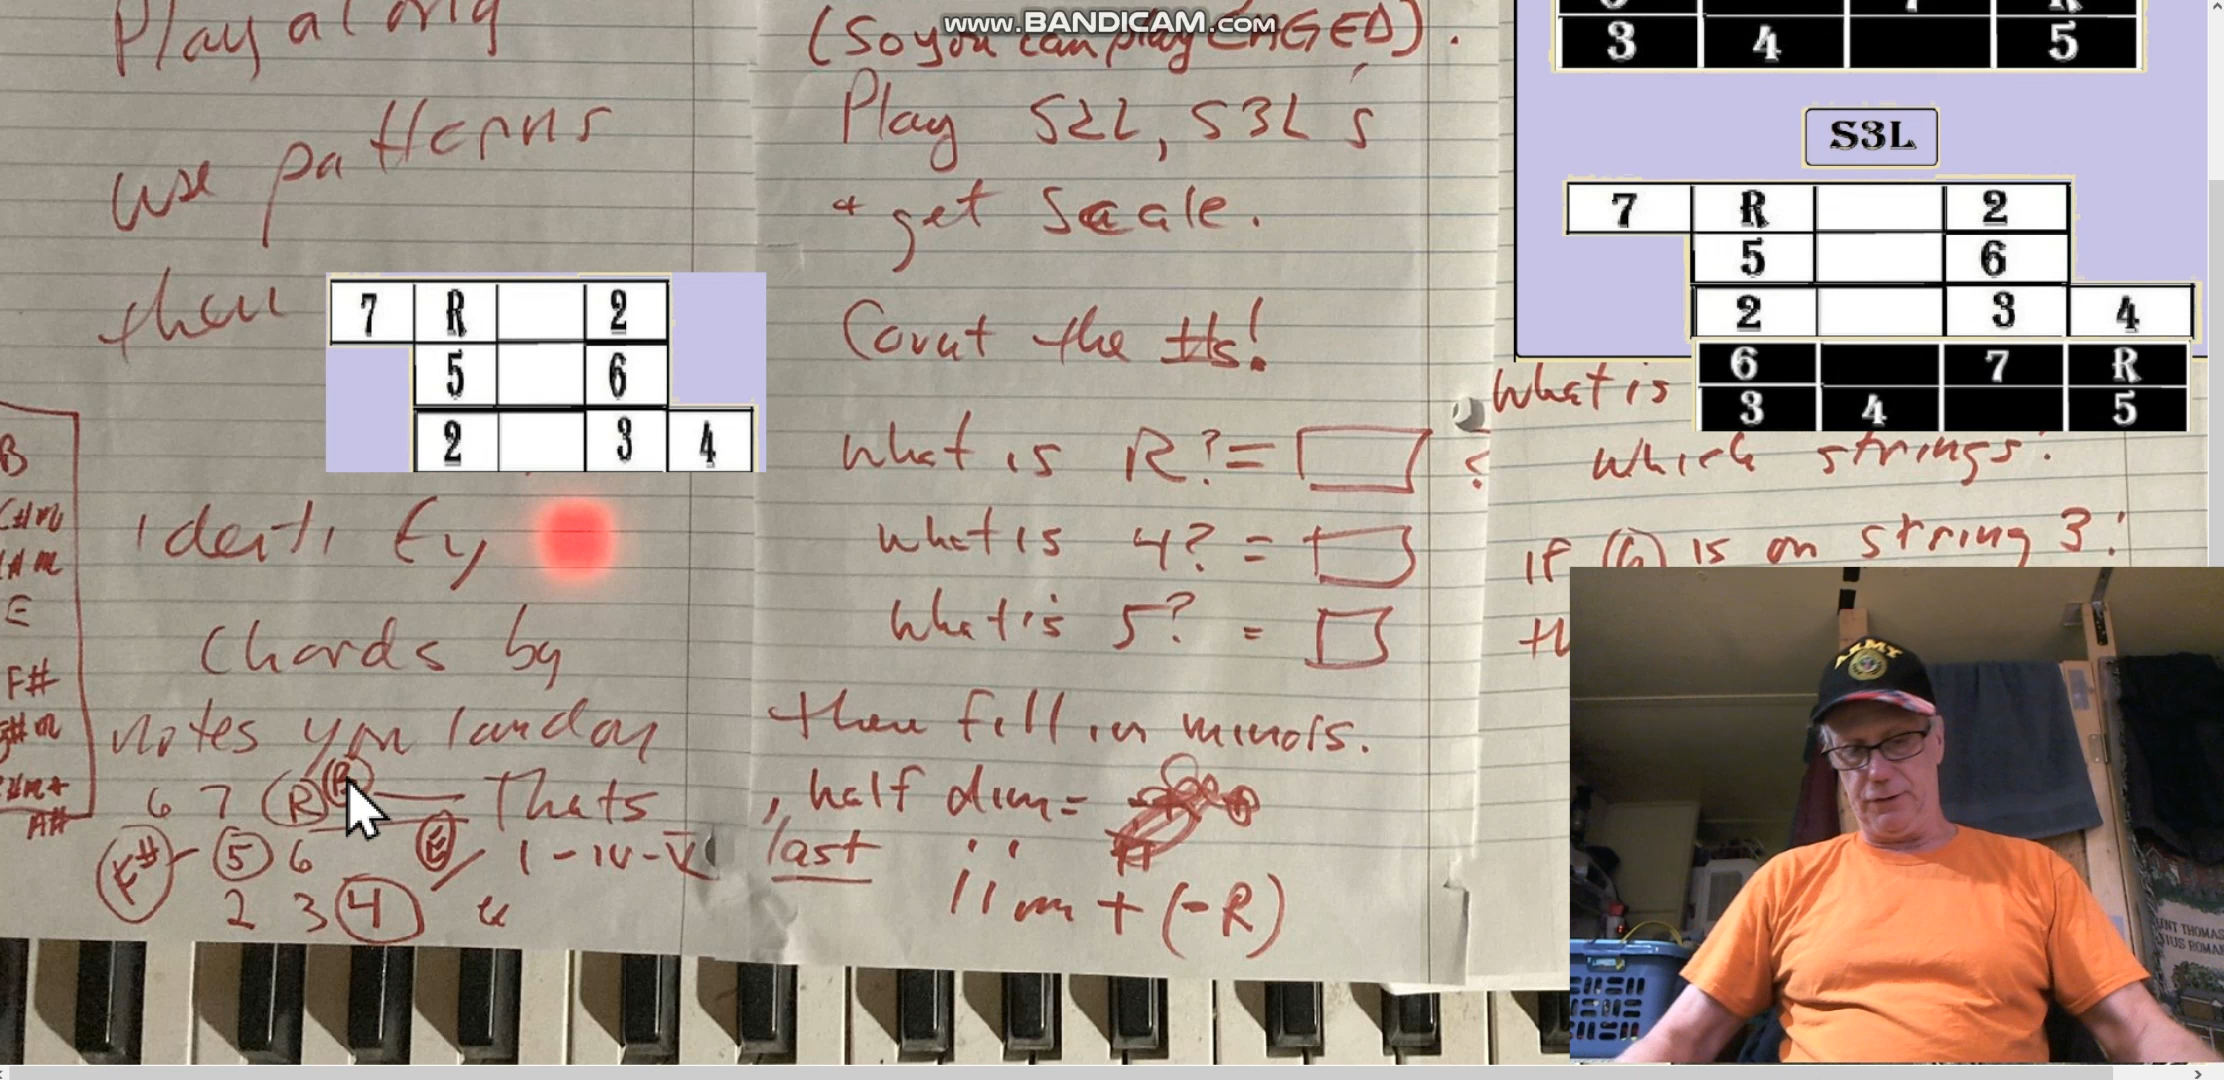 WWW.BANDICAM.COM
Play along
use patterns
then
7 R 2
5 6
2 3 4
identify
Chords by
notes you land on
6 7 R B Thats
F# 5 6 E I-IV-V
2 3 4
B
C#m
E
F#
A#
(So you can play CAGED).
Play S2L, S3L's
+ get Scale.
Count the #s!
What is R? = ?
What is 4? =
What is 5? =
then fill in minors.
, half dim =
last iim + (-R)
3 4 5
S3L
7 R 2
5 6
2 3 4
6 7 R
3 4 5
What is
which strings?
if 6 is on string 3?
ARMY